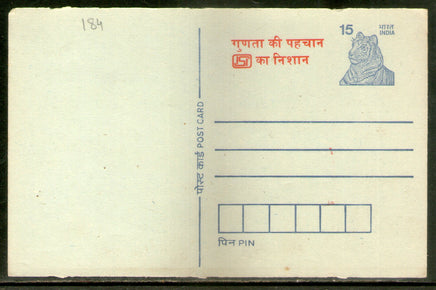 184
गुणता की पहचान
का निशान
15 भारत
INDIA
पोस्ट कार्ड POST CARD
पिन PIN